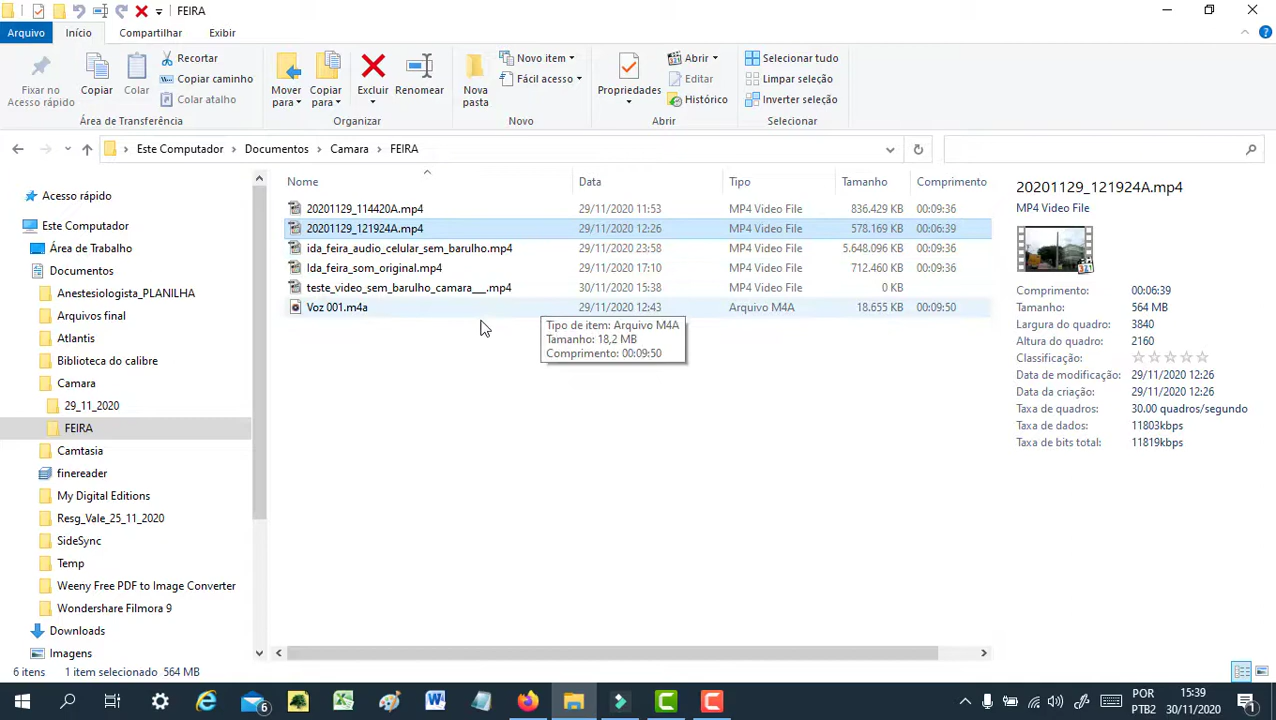 FEIRA
Arquivo Início Compartilhar Exibir
Fixar no Acesso rápido
Copiar
Colar
Recortar
Copiar caminho
Colar atalho
Área de Transferência
Mover para
Copiar para
Excluir
Renomear
Organizar
Nova pasta
Novo item
Fácil acesso
Novo
Propriedades
Abrir
Editar
Histórico
Abrir
Selecionar tudo
Limpar seleção
Inverter seleção
Selecionar
Este Computador Documentos Camara FEIRA
Acesso rápido
Este Computador
Área de Trabalho
Documentos
Anestesiologista_PLANILHA
Arquivos final
Atlantis
Biblioteca do calibre
Camara
29_11_2020
FEIRA
Camtasia
finereader
My Digital Editions
Resg_Vale_25_11_2020
SideSync
Temp
Weeny Free PDF to Image Converter
Wondershare Filmora 9
Downloads
Imagens
Nome Data Tipo Tamanho Comprimento
20201129_114420A.mp4 29/11/2020 11:53 MP4 Video File 836.429 KB 00:09:36
20201129_121924A.mp4 29/11/2020 12:26 MP4 Video File 578.169 KB 00:06:39
ida_feira_audio_celular_sem_barulho.mp4 29/11/2020 23:58 MP4 Video File 5.648.096 KB 00:09:36
Ida_feira_som_original.mp4 29/11/2020 17:10 MP4 Video File 712.460 KB 00:09:36
teste_video_sem_barulho_camara__.mp4 30/11/2020 15:38 MP4 Video File 0 KB
Voz 001.m4a 29/11/2020 12:43 Arquivo M4A 18.655 KB 00:09:50
Tipo de item: Arquivo M4A
Tamanho: 18,2 MB
Comprimento: 00:09:50
20201129_121924A.mp4
MP4 Video File
321
Comprimento: 00:06:39
Tamanho: 564 MB
Largura do quadro: 3840
Altura do quadro: 2160
Classificação:
Data de modificação: 29/11/2020 12:26
Data da criação: 29/11/2020 12:26
Taxa de quadros: 30.00 quadros/segundo
Taxa de dados: 11803kbps
Taxa de bits total: 11819kbps
6 itens 1 item selecionado 564 MB
6
POR
PTB2
15:39
30/11/2020
1